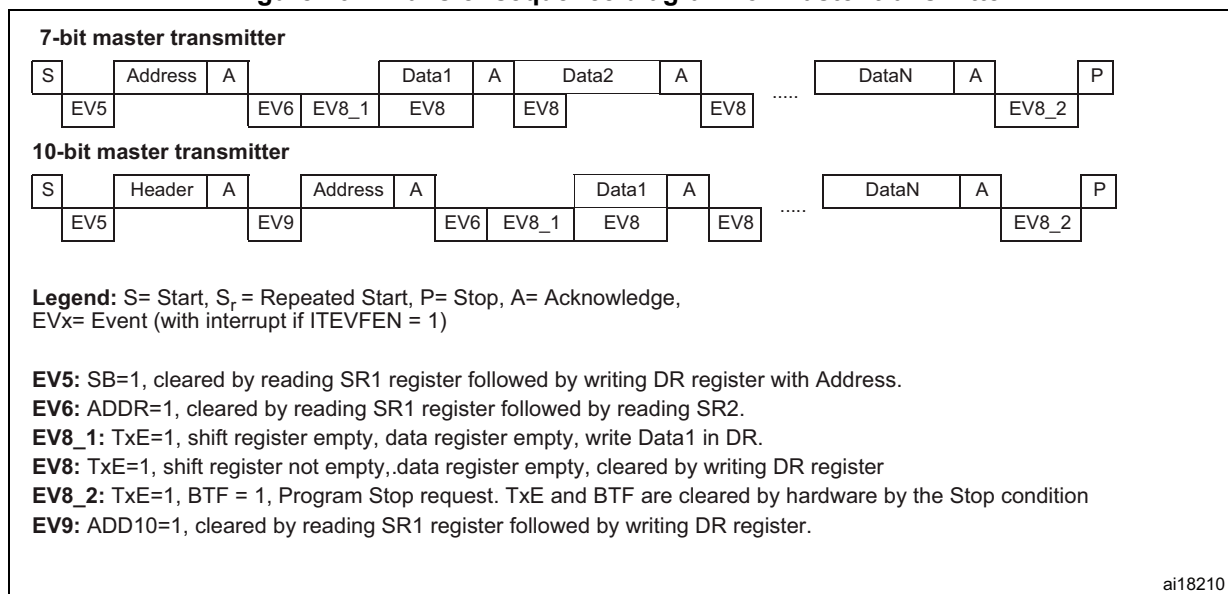 7-bit master transmitter
S Address A Data1 A Data2 A ..... DataN A P
EV5 EV6 EV8_1 EV8 EV8 EV8 EV8_2
10-bit master transmitter
S Header A Address A Data1 A ..... DataN A P
EV5 EV9 EV6 EV8_1 EV8 EV8 EV8_2
Legend: S= Start, Sr = Repeated Start, P= Stop, A= Acknowledge,
EVx= Event (with interrupt if ITEVFEN = 1)
EV5: SB=1, cleared by reading SR1 register followed by writing DR register with Address.
EV6: ADDR=1, cleared by reading SR1 register followed by reading SR2.
EV8_1: TxE=1, shift register empty, data register empty, write Data1 in DR.
EV8: TxE=1, shift register not empty,.data register empty, cleared by writing DR register
EV8_2: TxE=1, BTF = 1, Program Stop request. TxE and BTF are cleared by hardware by the Stop condition
EV9: ADD10=1, cleared by reading SR1 register followed by writing DR register.
ai18210